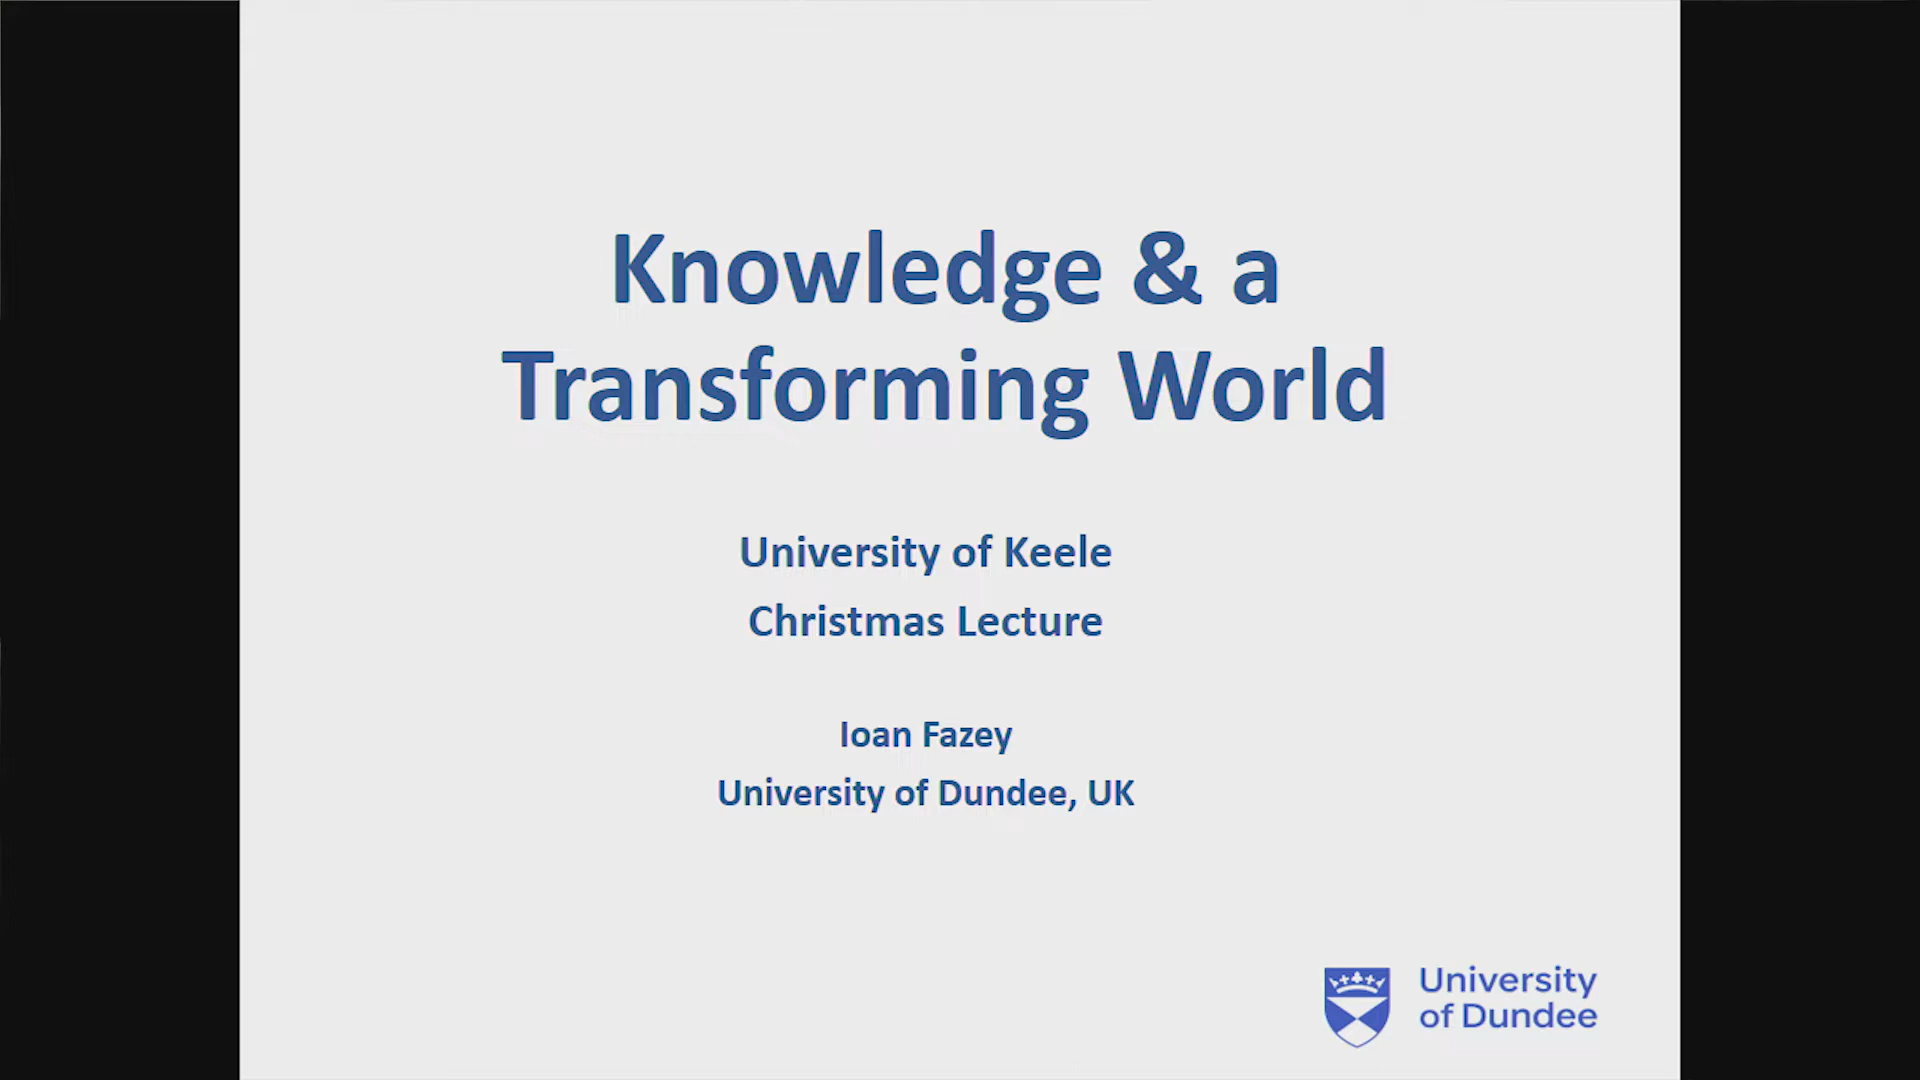 Knowledge & a
Transforming World
University of Keele
Christmas Lecture
Ioan Fazey
University of Dundee, UK
University
of Dundee